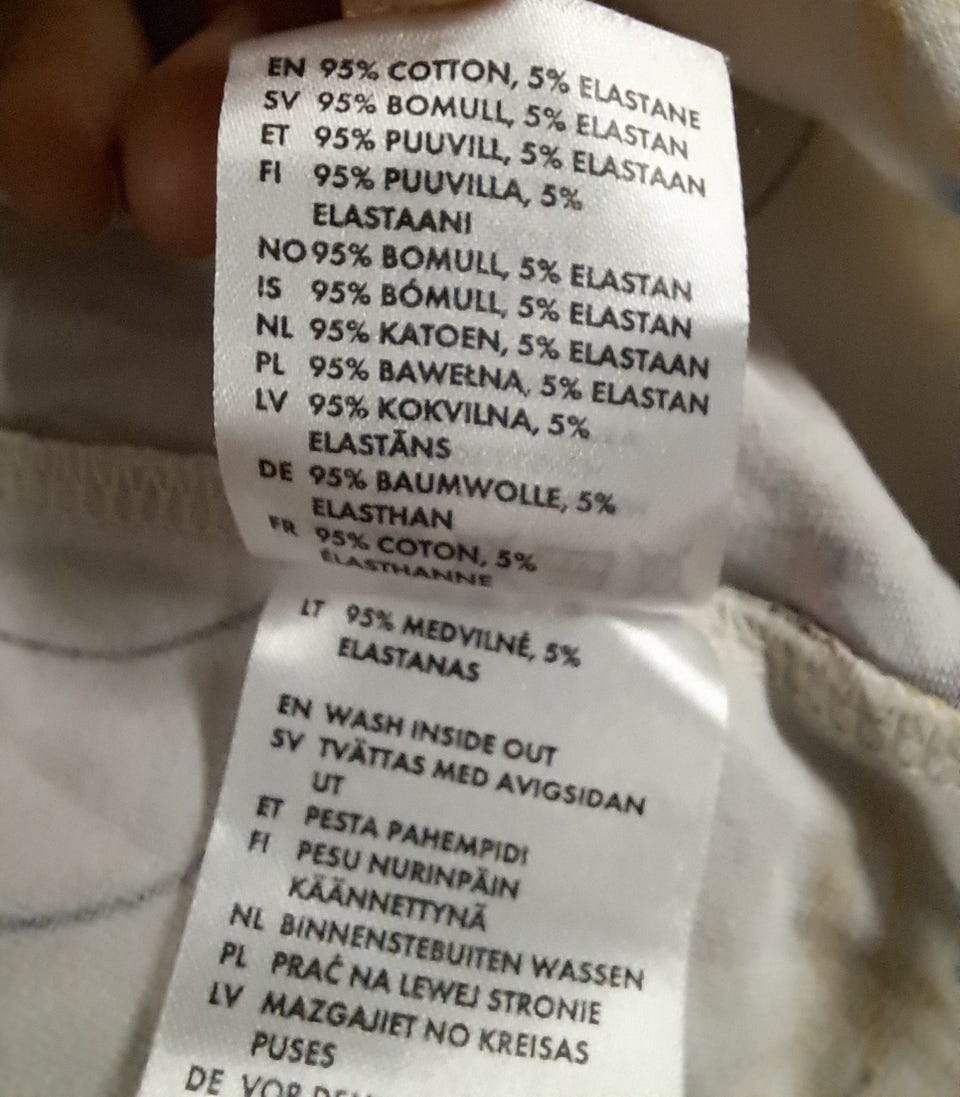 EN 95% COTTON, 5% ELASTANE
SV 95% BOMULL, 5% ELASTAN
ET 95% PUUVILL, 5% ELASTAAN
FI 95% PUUVILLA, 5%
ELASTAANI
NO 95% BOMULL, 5% ELASTAN
IS 95% BÓMULL, 5% ELASTAN
NL 95% KATOEN, 5% ELASTAAN
PL 95% BAWEŁNA, 5% ELASTAN
LV 95% KOKVILNA, 5%
ELASTĀNS
DE 95% BAUMWOLLE, 5%
ELASTHAN
FR 95% COTON, 5%
ELASTHANNE
LT 95% MEDVILNĖ, 5%
ELASTANAS
EN WASH INSIDE OUT
SV TVÄTTAS MED AVIGSIDAN
UT
ET PESTA PAHEMPIDI
FI PESU NURINPÄIN
KÄÄNNETTYNÄ
NL BINNENSTEBUITEN WASSEN
PL PRAĆ NA LEWEJ STRONIE
LV MAZGAJIET NO KREISAS
PUSES
DE VOR